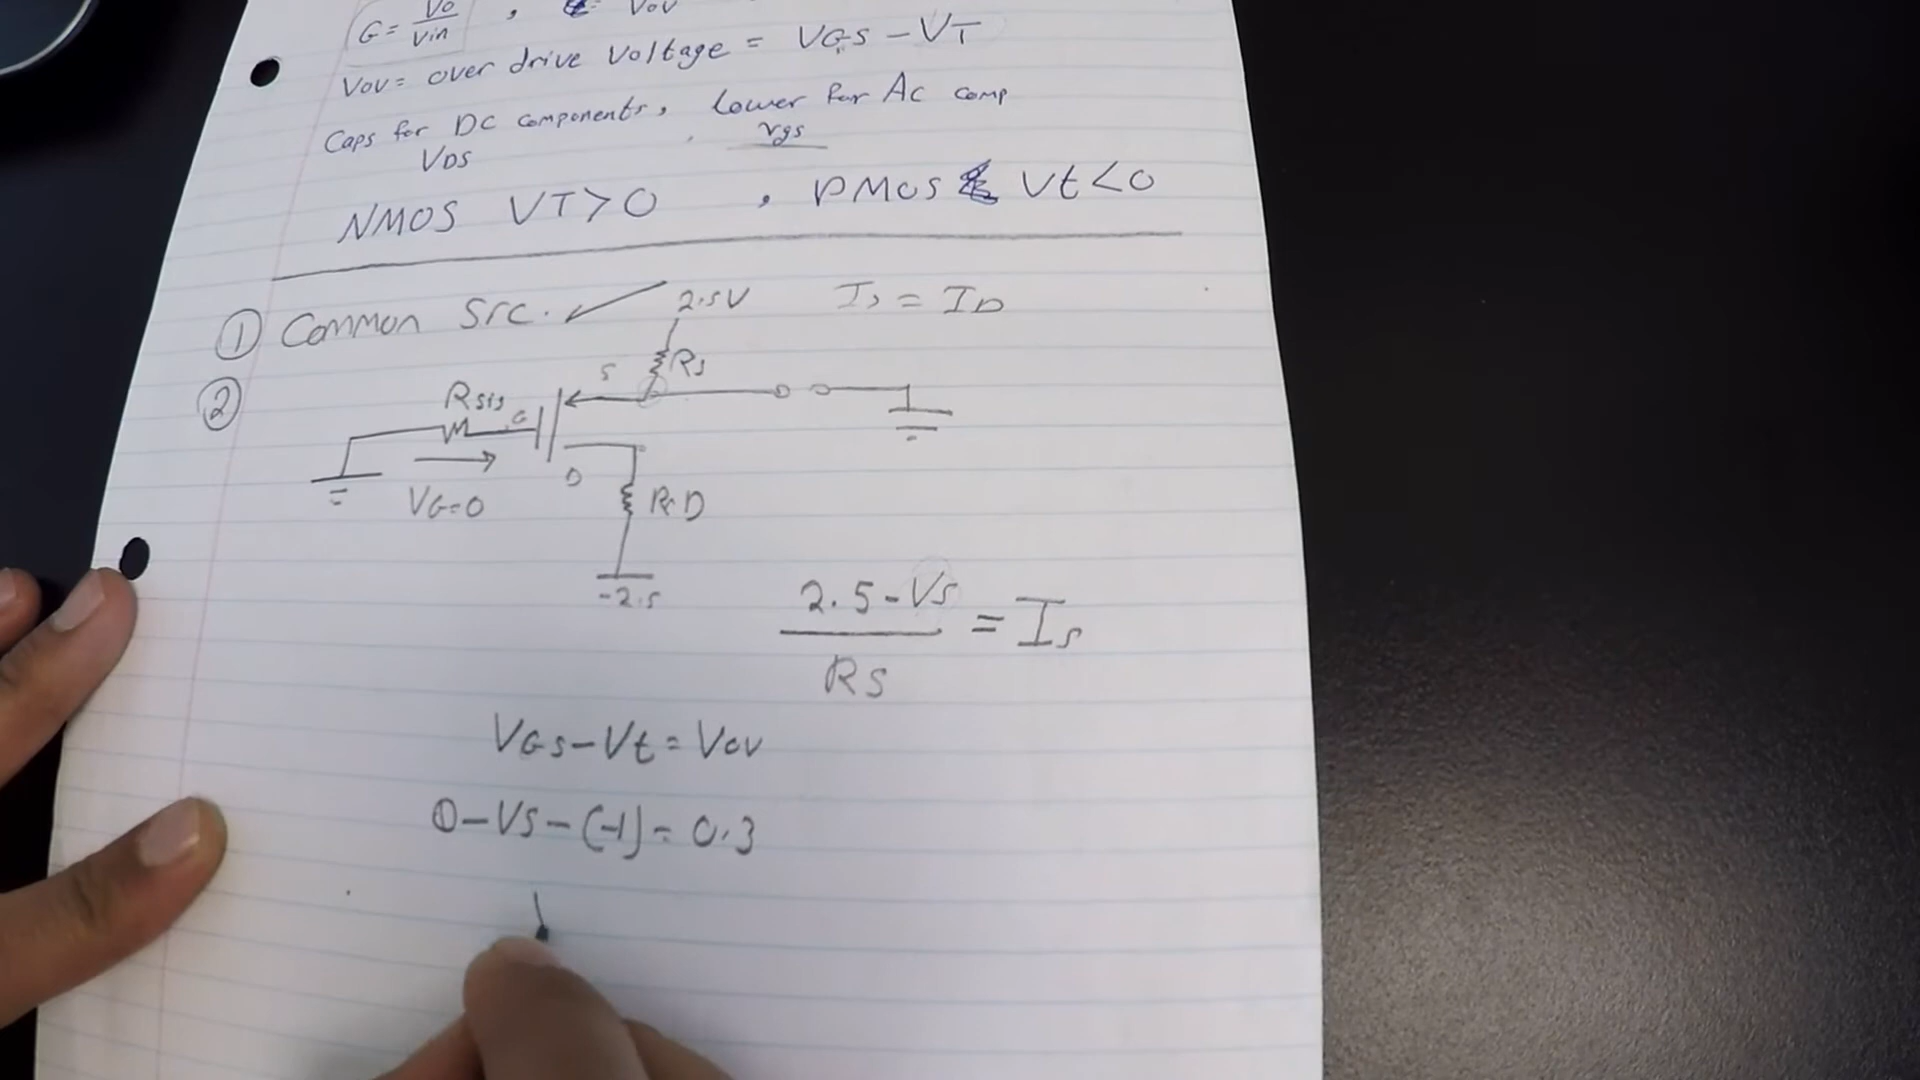 G = Vo/Vin , Vov
Vov = over drive Voltage = VGS - VT
Caps for DC components, lower for Ac comp
VDS vgs
NMOS VT>0 , PMOS Vt<0
① Common Src. 2.5V Is = ID
②
Rs
S
Rsig
G
D
VG=0
RD
-2.5
2.5-Vs / RS = Is
VGS-Vt = Vov
0-VS-(-1) = 0.3